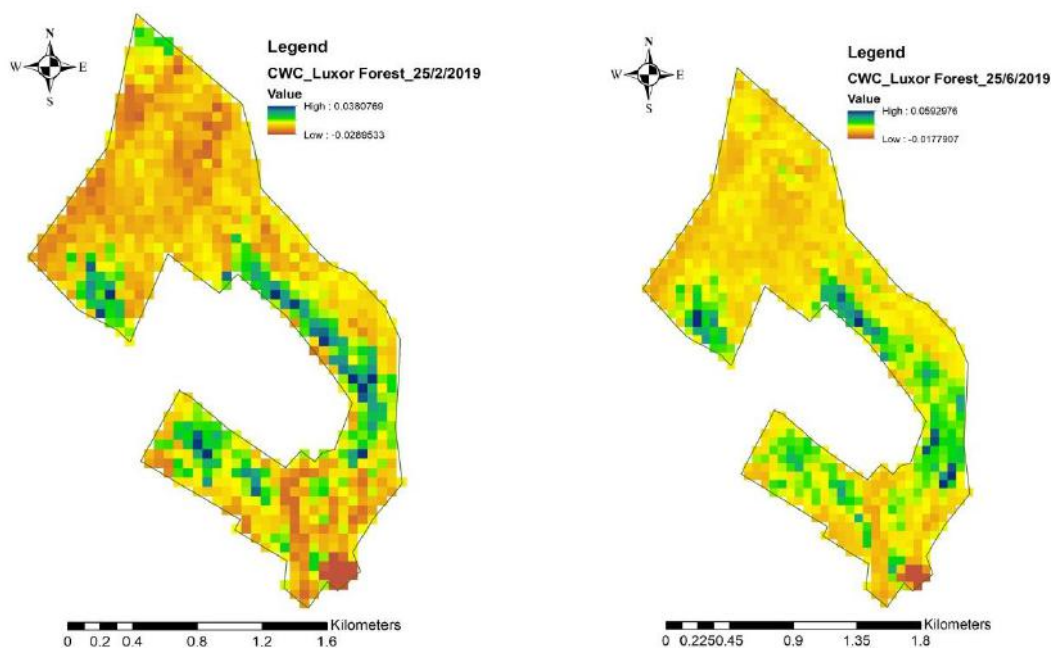 N
W E
S
Legend
CWC_Luxor Forest_25/2/2019
Value
High : 0.0380769
Low : -0.0289533
Kilometers
0 0.2 0.4 0.8 1.2 1.6
N
W E
S
Legend
CWC_Luxor Forest_25/6/2019
Value
High : 0.0592976
Low : -0.0177907
Kilometers
0 0.2250.45 0.9 1.35 1.8